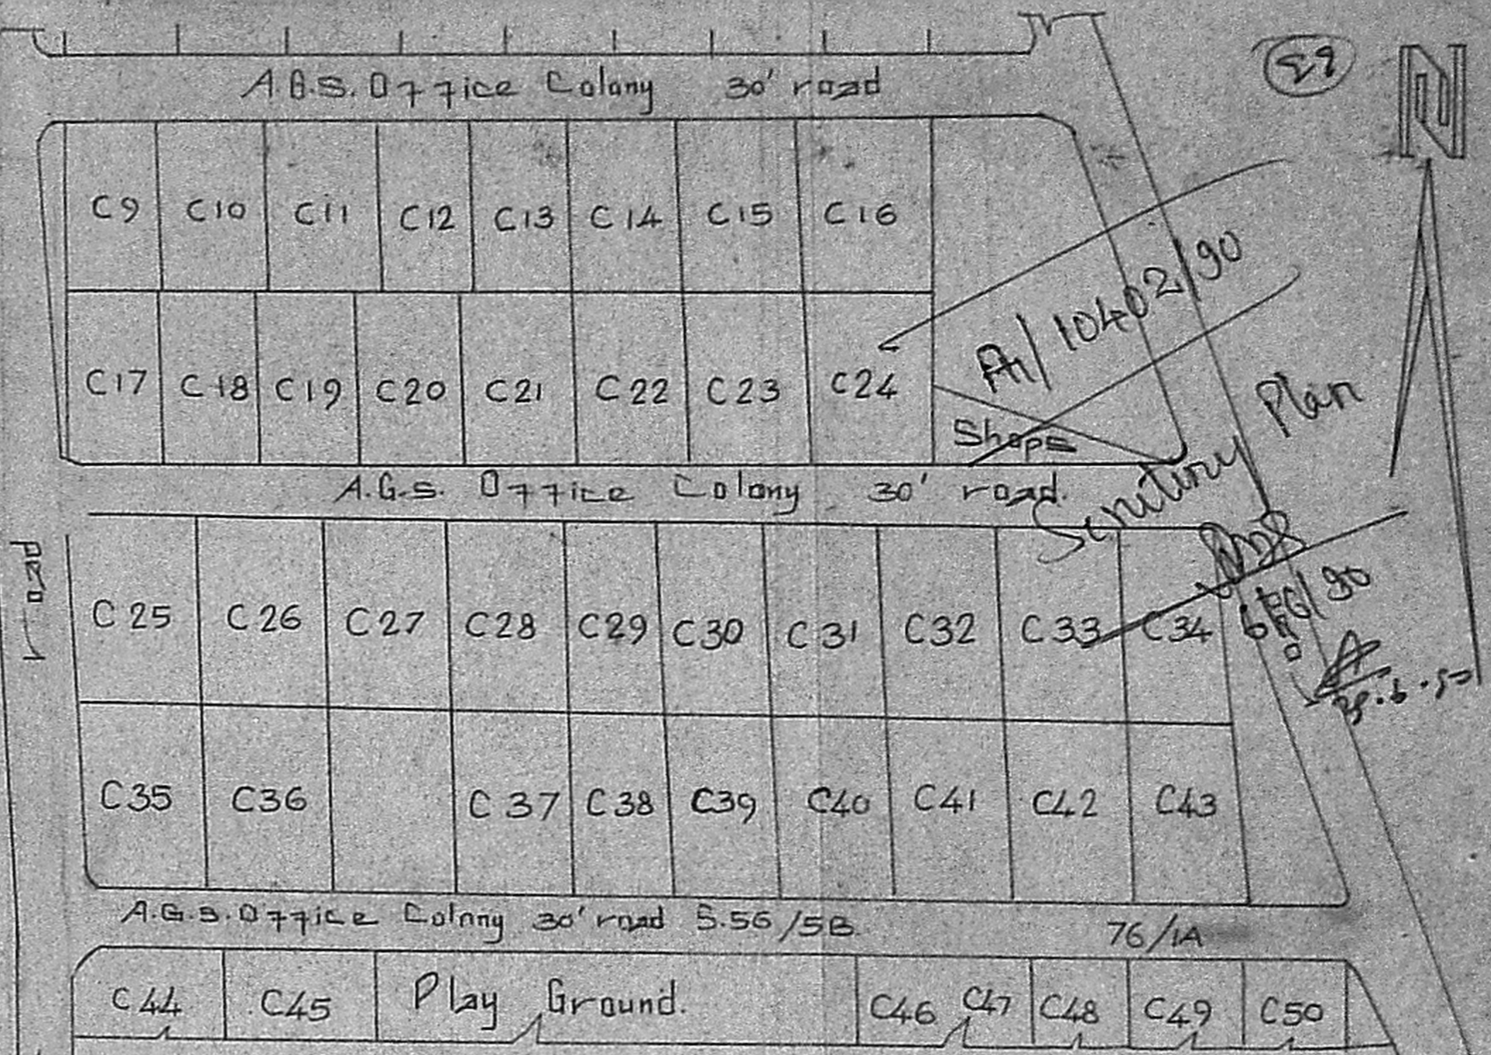 A.G.S. Office Colony 30' road
89
N
C9 C10 C11 C12 C13 C14 C15 C16
A1/10402/90
C17 C18 C19 C20 C21 C22 C23 C24
Shops
Scrutiny Plan
A.G.S. Office Colony 30' road.
road
C25 C26 C27 C28 C29 C30 C31 C32 C33 C34
C35 C36 C37 C38 C39 C40 C41 C42 C43
A.G.S. Office Colony 30' road S.56/5B 76/1A
C44 C45 Play Ground. C46 C47 C48 C49 C50